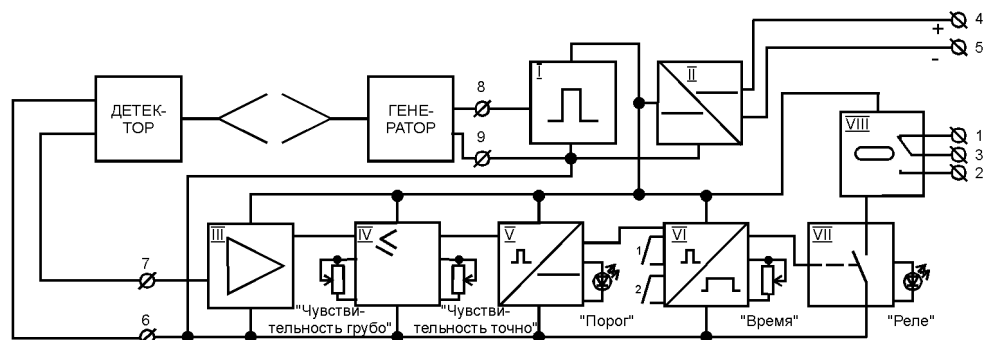 4
+
5
-
I
II
8
ДЕТЕК-
ТОР
ГЕНЕ-
РАТОР
VIII
1
3
2
9
III
IV
V
VI
VII
1
2
7
"Чувстви-
тельность грубо"
"Чувстви-
тельность точно"
"Порог"
"Время"
"Реле"
6